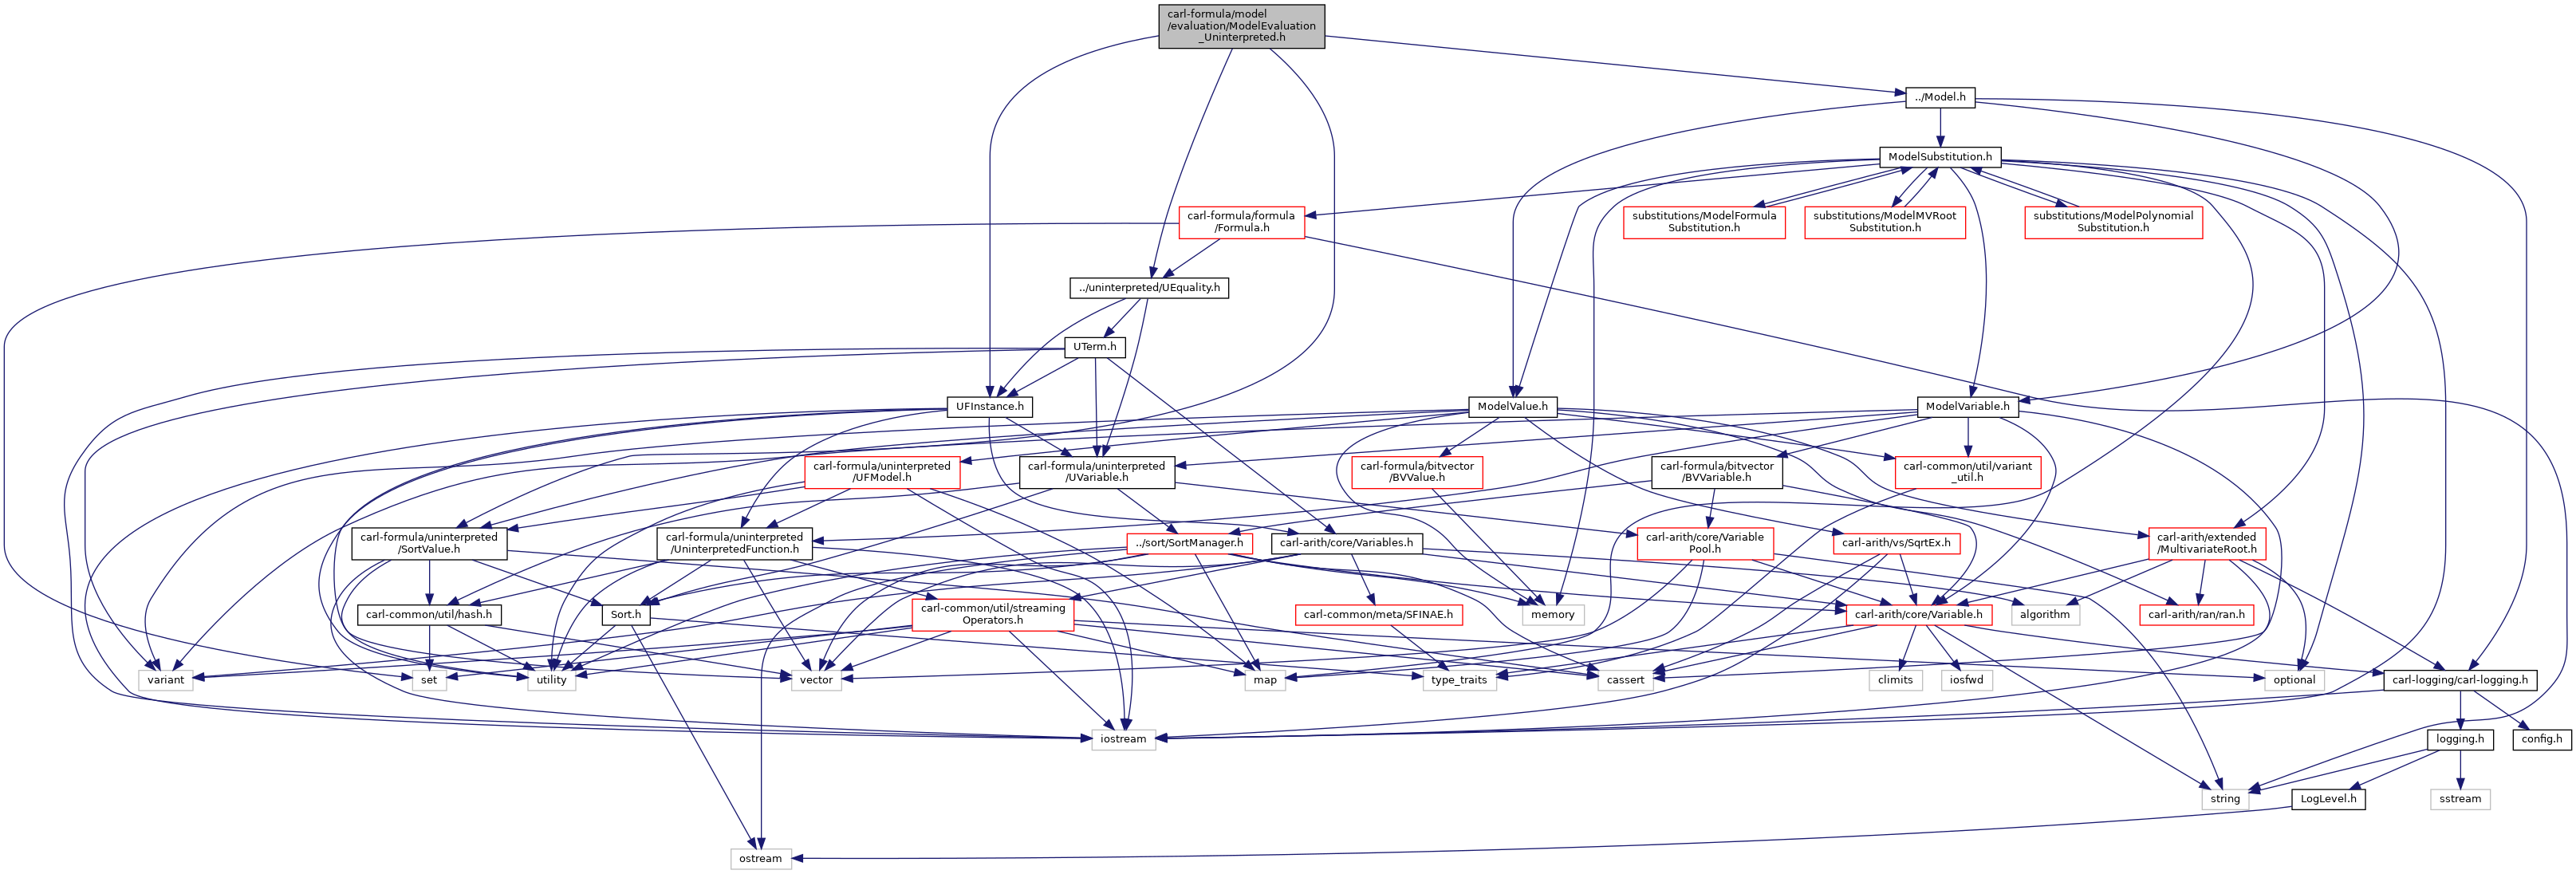 carl-formula/model
/evaluation/ModelEvaluation
_Uninterpreted.h
../Model.h
ModelSubstitution.h
carl-formula/formula
/Formula.h
substitutions/ModelFormula
Substitution.h
substitutions/ModelMVRoot
Substitution.h
substitutions/ModelPolynomial
Substitution.h
../uninterpreted/UEquality.h
UTerm.h
UFInstance.h
ModelValue.h
ModelVariable.h
carl-formula/uninterpreted
/UFModel.h
carl-formula/uninterpreted
/UVariable.h
carl-formula/bitvector
/BVValue.h
carl-formula/bitvector
/BVVariable.h
carl-common/util/variant
_util.h
carl-formula/uninterpreted
/SortValue.h
carl-formula/uninterpreted
/UninterpretedFunction.h
../sort/SortManager.h
carl-arith/core/Variables.h
carl-arith/core/Variable
Pool.h
carl-arith/vs/SqrtEx.h
carl-arith/extended
/MultivariateRoot.h
carl-common/util/hash.h
Sort.h
carl-common/util/streaming
Operators.h
carl-common/meta/SFINAE.h
memory
carl-arith/core/Variable.h
algorithm
carl-arith/ran/ran.h
variant
set
utility
vector
map
type_traits
cassert
climits
iosfwd
optional
carl-logging/carl-logging.h
iostream
logging.h
config.h
string
LogLevel.h
sstream
ostream